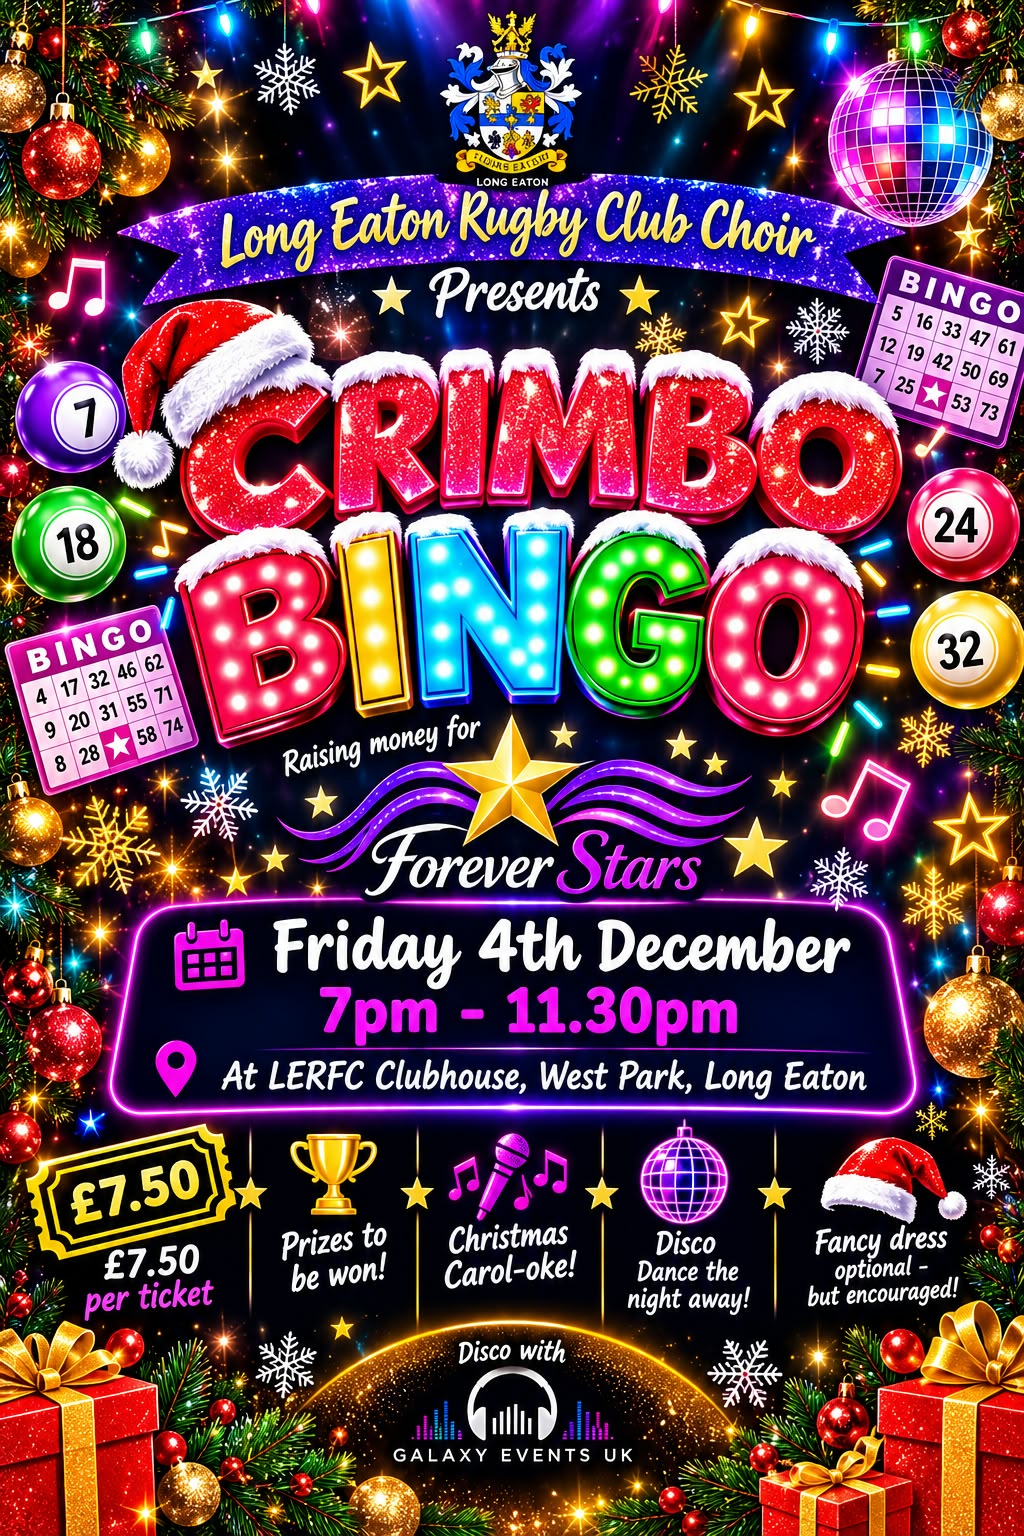 LONG EATON
Long Eaton Rugby Club Choir
Presents
CRIMBO
BINGO
BINGO
5 16 33 47 61
12 19 42 50 69
7 25 53 73
7
18
24
32
BINGO
4 17 32 46 62
9 20 31 55 71
8 28 58 74
Raising money for
Forever Stars
Friday 4th December
7pm - 11.30pm
At LERFC Clubhouse, West Park, Long Eaton
£7.50
£7.50
per ticket
Prizes to
be won!
Christmas
Carol-oke!
Disco
Dance the
night away!
Fancy dress
optional -
but encouraged!
Disco with
GALAXY EVENTS UK